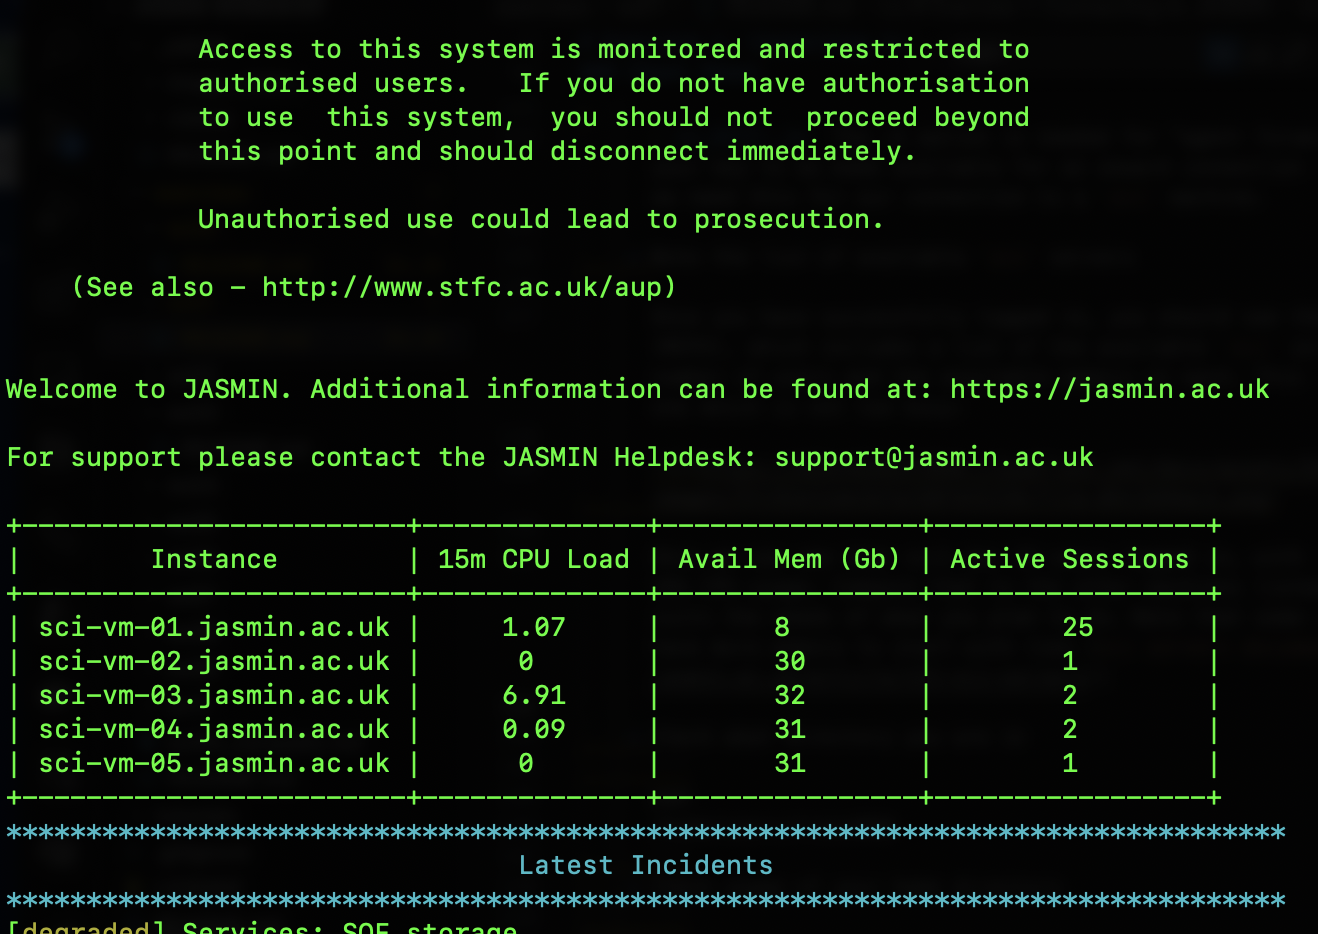 Access to this system is monitored and restricted to
authorised users.   If you do not have authorisation
to use  this system,  you should not  proceed beyond
this point and should disconnect immediately.
Unauthorised use could lead to prosecution.
(See also - http://www.stfc.ac.uk/aup)
Welcome to JASMIN. Additional information can be found at: https://jasmin.ac.uk
For support please contact the JASMIN Helpdesk: support@jasmin.ac.uk
+------------------------+--------------+----------------+-----------------+
|        Instance        | 15m CPU Load | Avail Mem (Gb) | Active Sessions |
+------------------------+--------------+----------------+-----------------+
| sci-vm-01.jasmin.ac.uk |     1.07     |       8        |        25       |
| sci-vm-02.jasmin.ac.uk |      0       |       30       |        1        |
| sci-vm-03.jasmin.ac.uk |     6.91     |       32       |        2        |
| sci-vm-04.jasmin.ac.uk |     0.09     |       31       |        2        |
| sci-vm-05.jasmin.ac.uk |      0       |       31       |        1        |
+------------------------+--------------+----------------+-----------------+
********************************************************************************
Latest Incidents
********************************************************************************
[degraded] Services: SOF storage